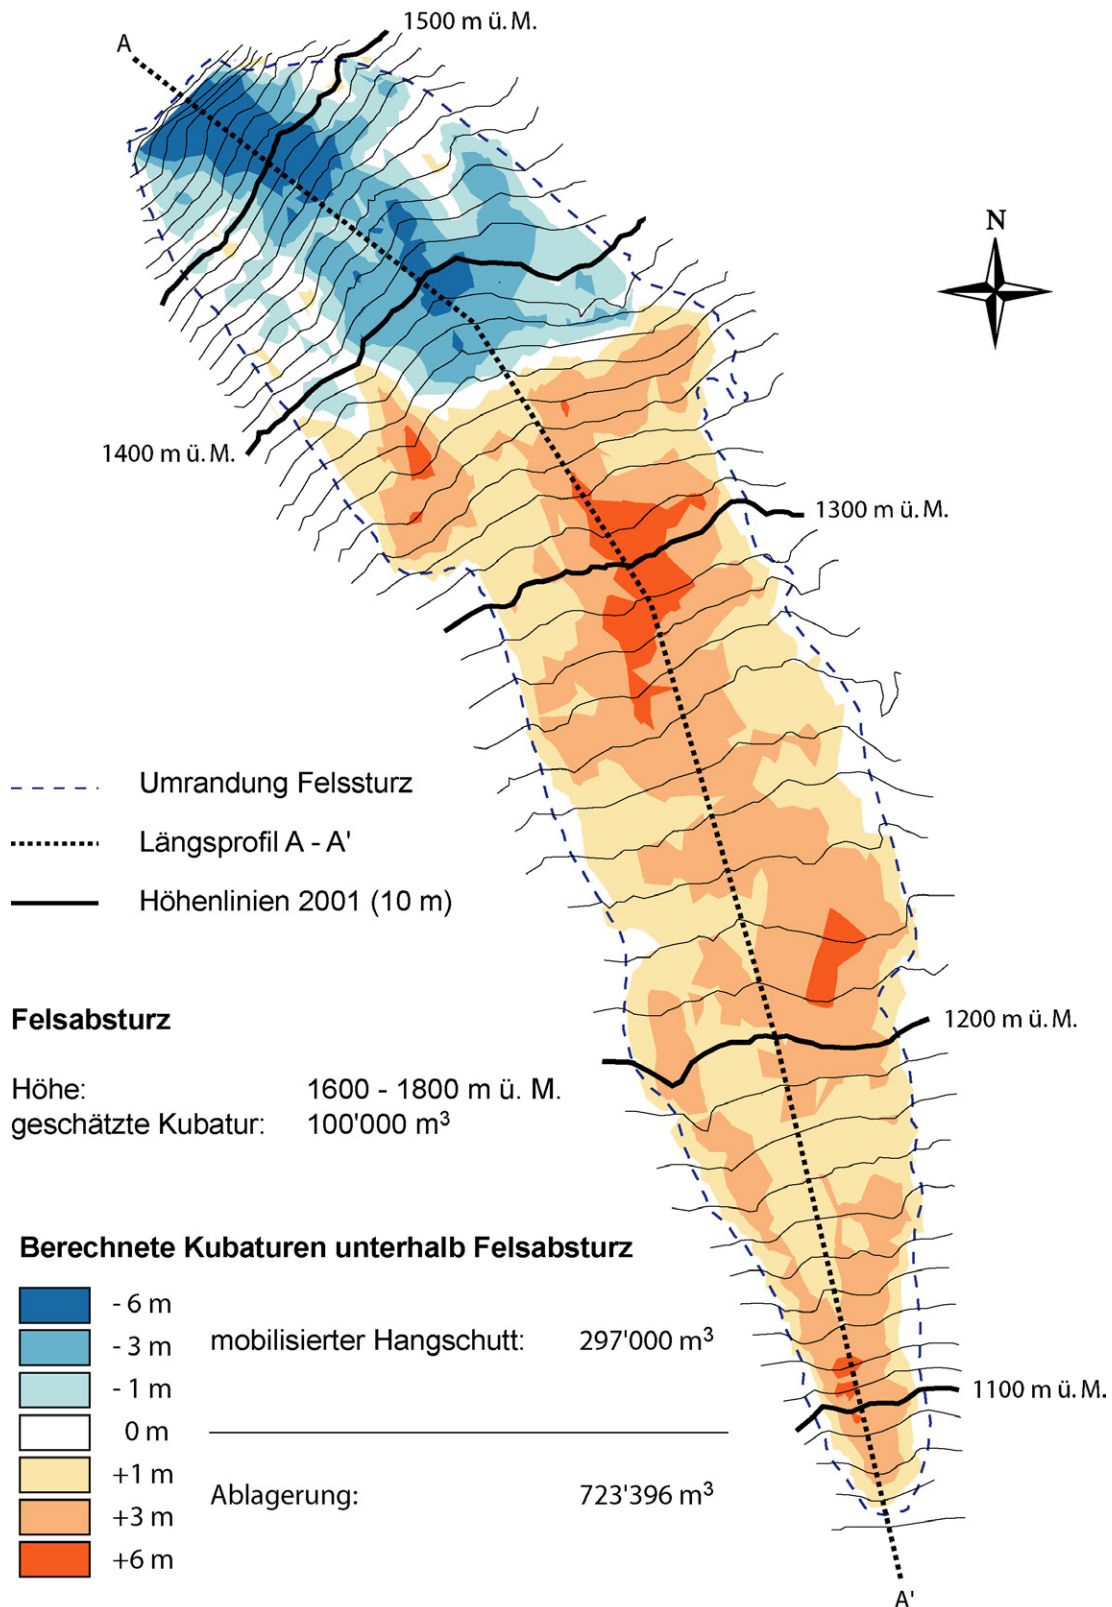 1500 m ü. M.
A
N
1400 m ü. M.
1300 m ü. M.
Umrandung Felssturz
Längsprofil A - A'
Höhenlinien 2001 (10 m)
Felsabsturz
1200 m ü. M.
Höhe: 1600 - 1800 m ü. M.
geschätzte Kubatur: 100'000 m³
Berechnete Kubaturen unterhalb Felsabsturz
- 6 m
mobilisierter Hangschutt: 297'000 m³
- 3 m
- 1 m
1100 m ü. M.
0 m
+1 m
Ablagerung: 723'396 m³
+3 m
+6 m
A'